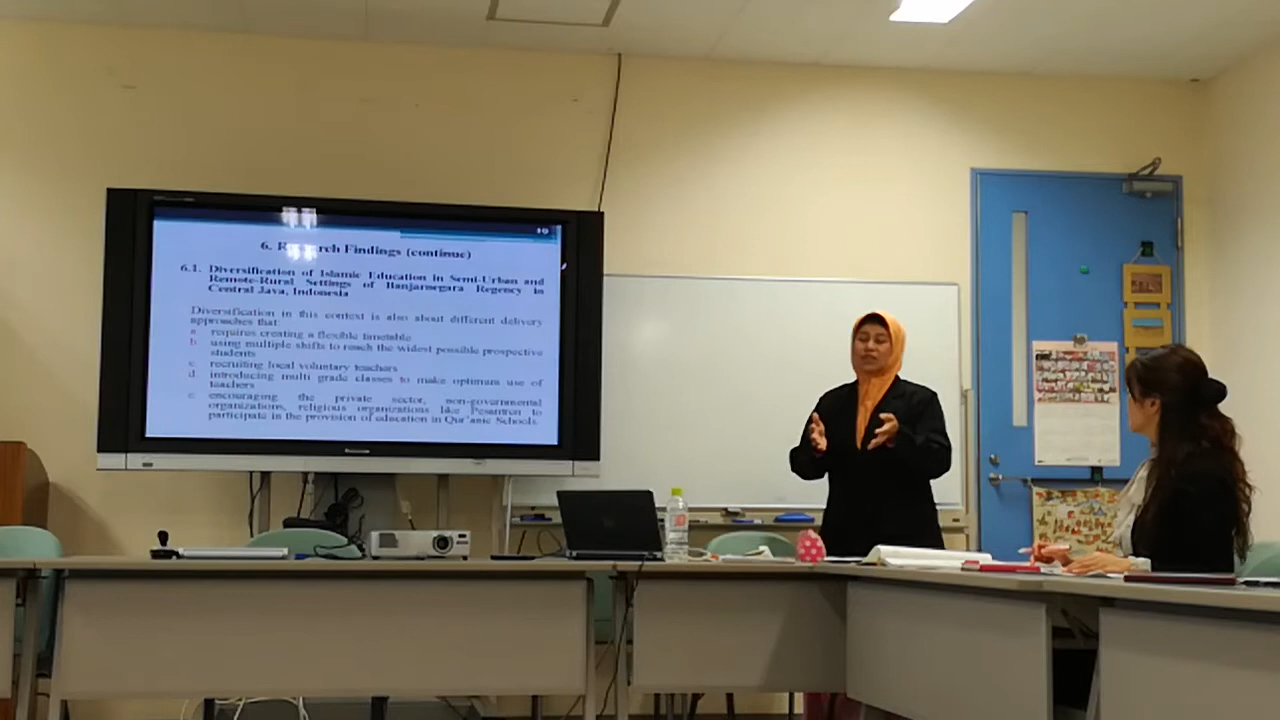 19
6. Research Findings (continue)
6.1. Diversification of Islamic Education in Semi-Urban and
Remote-Rural Settings of Banjarnegara Regency in
Central Java, Indonesia
Diversification in this context is also about different delivery
approaches that:
a. requires creating a flexible timetable
b. using multiple shifts to reach the widest possible prospective
students
c. recruiting local voluntary teachers
d. introducing multi grade classes to make optimum use of
teachers
e. encouraging the private sector, non-governmental
organizations, religious organizations like Pesantren to
participate in the provision of education in Qur'anic Schools.
Panasonic